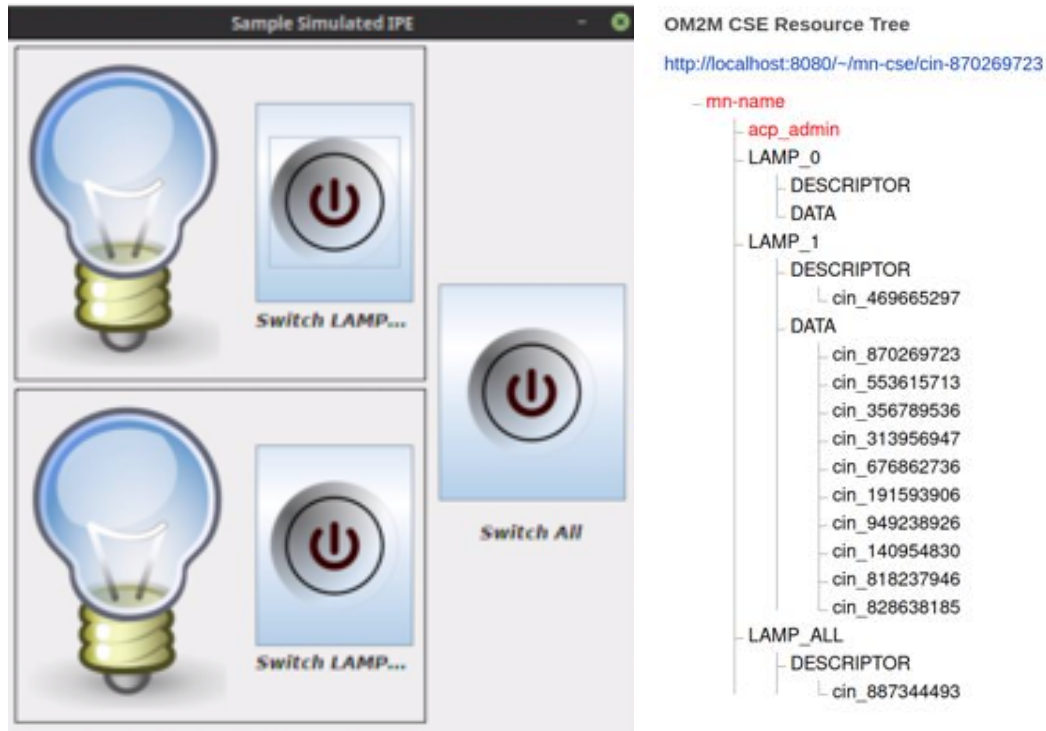 Sample Simulated IPE
Switch LAMP...
Switch LAMP...
Switch All
OM2M CSE Resource Tree
http://localhost:8080/~/mn-cse/cin-870269723
mn-name
acp_admin
LAMP_0
DESCRIPTOR
DATA
LAMP_1
DESCRIPTOR
cin_469665297
DATA
cin_870269723
cin_553615713
cin_356789536
cin_313956947
cin_676862736
cin_191593906
cin_949238926
cin_140954830
cin_818237946
cin_828638185
LAMP_ALL
DESCRIPTOR
cin_887344493